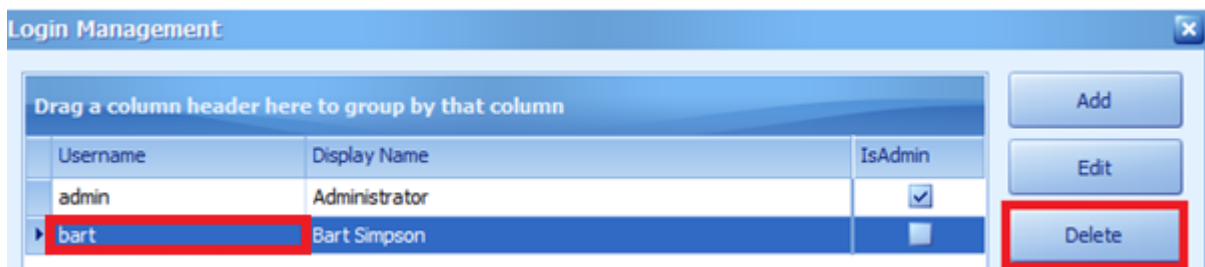 Login Management
Drag a column header here to group by that column
Add
Username Display Name IsAdmin
Edit
admin Administrator
bart Bart Simpson
Delete